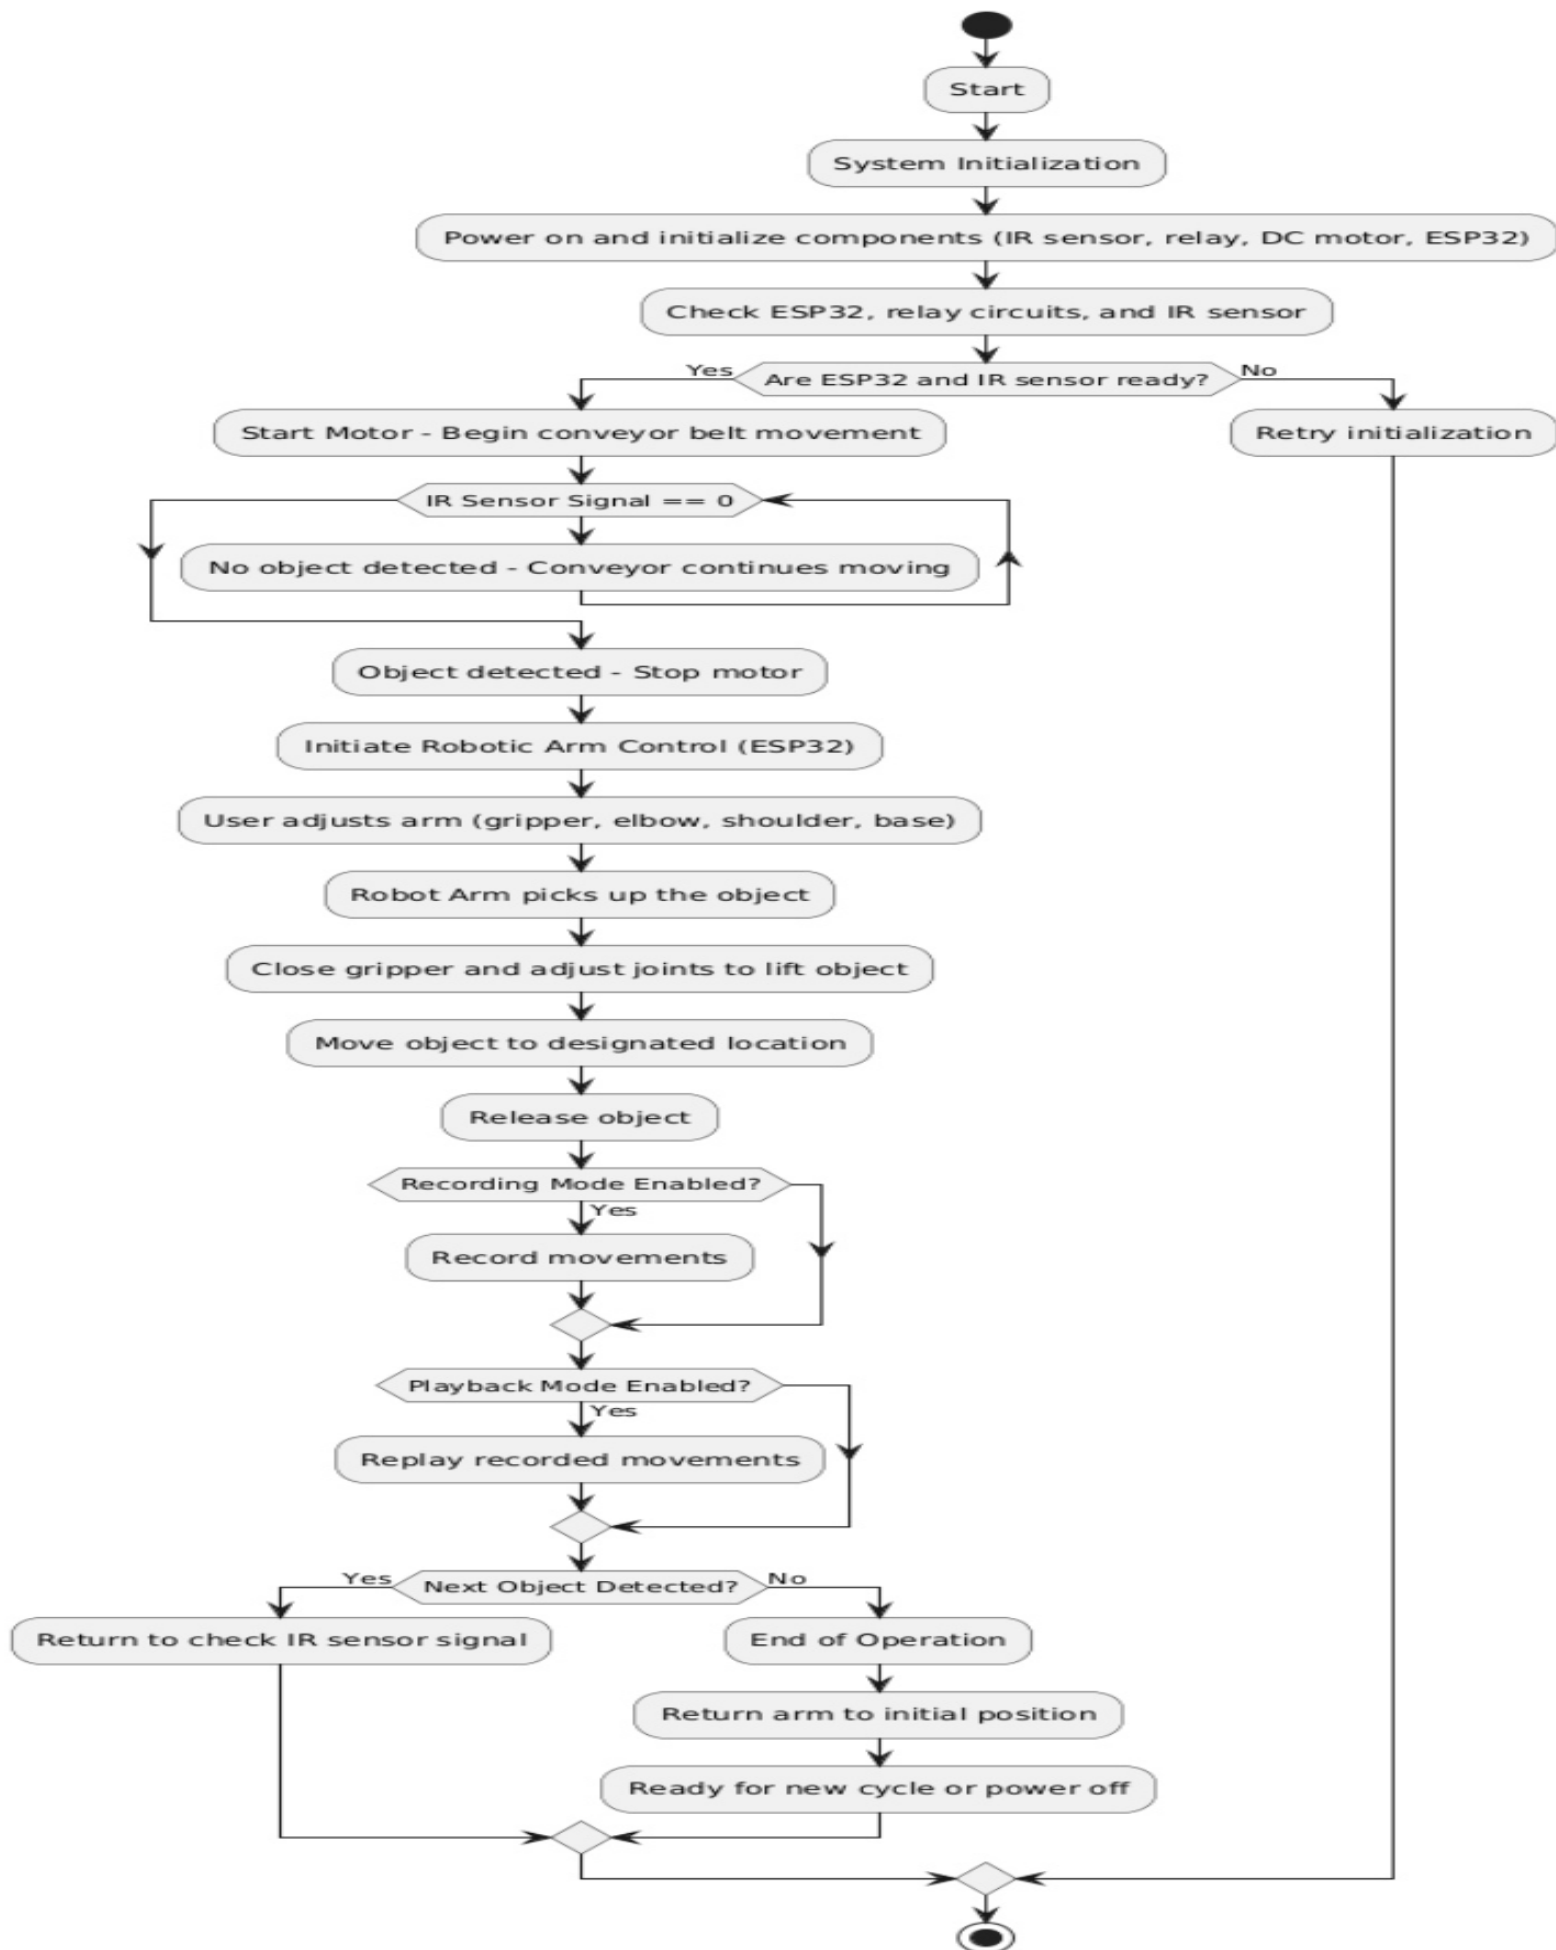 Start
System Initialization
Power on and initialize components (IR sensor, relay, DC motor, ESP32)
Check ESP32, relay circuits, and IR sensor
Yes
Are ESP32 and IR sensor ready?
No
Start Motor - Begin conveyor belt movement
Retry initialization
IR Sensor Signal == 0
No object detected - Conveyor continues moving
Object detected - Stop motor
Initiate Robotic Arm Control (ESP32)
User adjusts arm (gripper, elbow, shoulder, base)
Robot Arm picks up the object
Close gripper and adjust joints to lift object
Move object to designated location
Release object
Recording Mode Enabled?
Yes
Record movements
Playback Mode Enabled?
Yes
Replay recorded movements
Yes
Next Object Detected?
No
Return to check IR sensor signal
End of Operation
Return arm to initial position
Ready for new cycle or power off